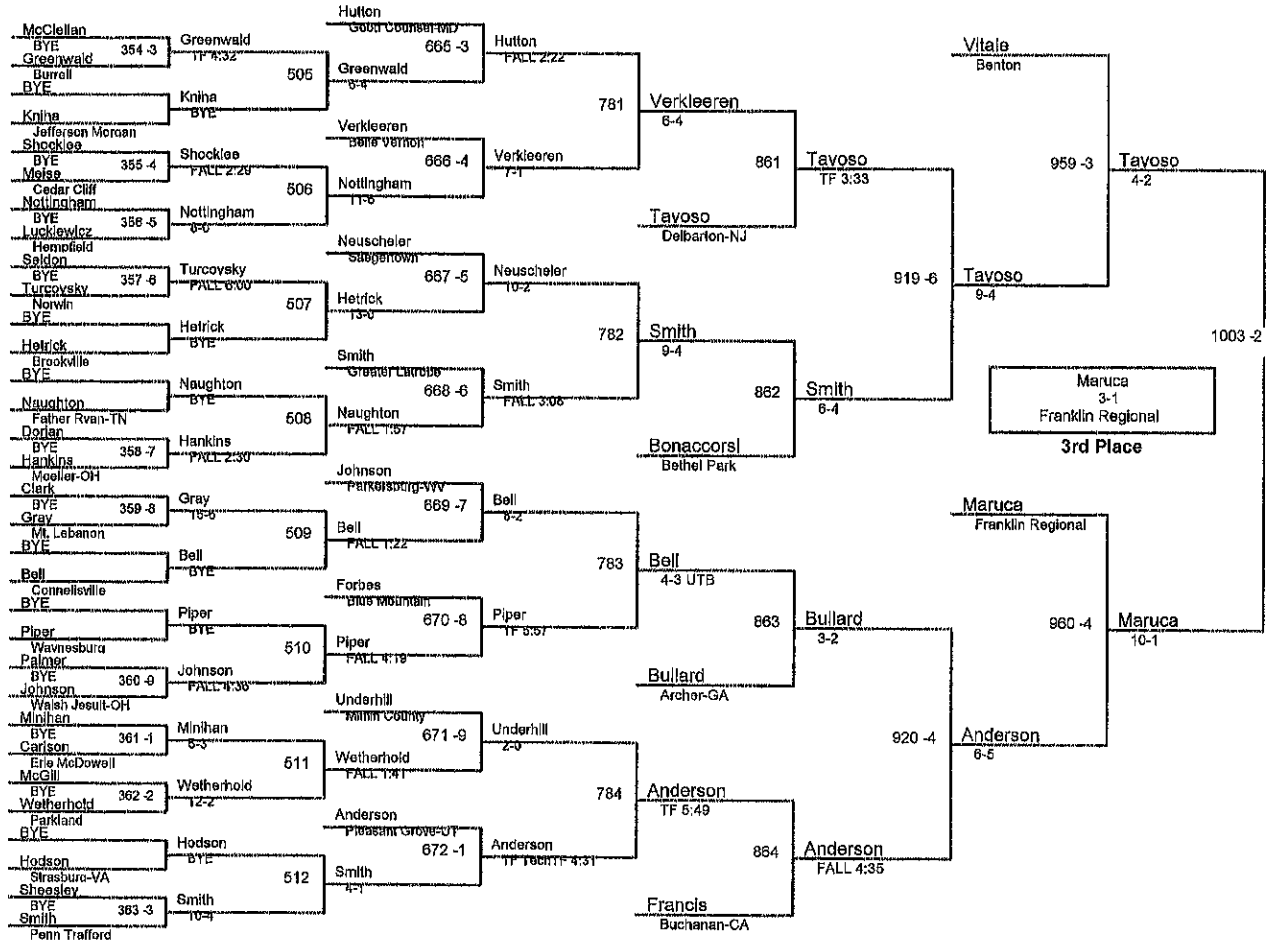 McClellan
BYE
354 -3
Greenwald
Burrell
BYE
Kniha
Jefferson Morgan
Shocklee
BYE
355 -4
Meise
Cedar Cliff
Nottingham
BYE
356 -5
Luckiewicz
Hempfield
Seldon
BYE
357 -6
Turcovsky
Norwin
BYE
Hetrick
Brookville
BYE
Naughton
Father Ryan-TN
Dorian
BYE
358 -7
Hankins
Moeller-OH
Clark
BYE
359 -8
Gray
Mt. Lebanon
BYE
Bell
Connellsville
BYE
Piper
Waynesburg
Palmer
BYE
360 -9
Johnson
Walsh Jesuit-OH
Minihan
BYE
361 -1
Carlson
Erie McDowell
McGill
BYE
362 -2
Wetherhold
Parkland
BYE
Hodson
Strasburg-VA
Sheesley
BYE
363 -3
Smith
Penn Trafford
Greenwald
TF 4:32
505
Kniha
BYE
Shocklee
FALL 2:29
506
Nottingham
Turcovsky
FALL 6:00
507
Hetrick
BYE
Naughton
BYE
508
Hankins
FALL 2:30
Gray
509
Bell
BYE
Piper
BYE
510
Johnson
FALL 4:36
Minihan
511
Wetherhold
12-2
Hodson
BYE
512
Smith
10-4
Hutton
Good Counsel-MD
665 -3
Greenwald
Verkleeren
Belle Vernon
666 -4
Nottingham
Neuscheler
Saegertown
667 -5
Hetrick
13-0
Smith
Greater Latrobe
668 -6
Naughton
FALL 1:57
Johnson
Parkersburg-WV
669 -7
Bell
FALL 1:22
Forbes
Blue Mountain
670 -8
Piper
FALL 4:19
Underhill
Mifflin County
671 -9
Wetherhold
FALL 1:41
Anderson
Pleasant Grove-UT
672 -1
Smith
4-1
Hutton
FALL 2:22
781
Verkleeren
7-1
Neuscheler
10-2
782
Smith
FALL 3:08
Bell
783
Piper
TF 5:57
Underhill
2-0
784
Anderson
TF TechTF 4:31
Verkleeren
6-4
861
Tavoso
Delbarton-NJ
Smith
9-4
862
Bonaccorsi
Bethel Park
Bell
4-3 UTB
863
Bullard
Archer-GA
Anderson
TF 5:49
864
Francis
Buchanan-CA
Tavoso
TF 3:33
919 -6
Smith
6-4
Bullard
3-2
920 -4
Anderson
FALL 4:35
Vitale
Benton
959 -3
Tavoso
9-4
Maruca
Franklin Regional
960 -4
Anderson
6-5
Tavoso
4-2
1003 -2
Maruca
10-1
Maruca
3-1
Franklin Regional
3rd Place